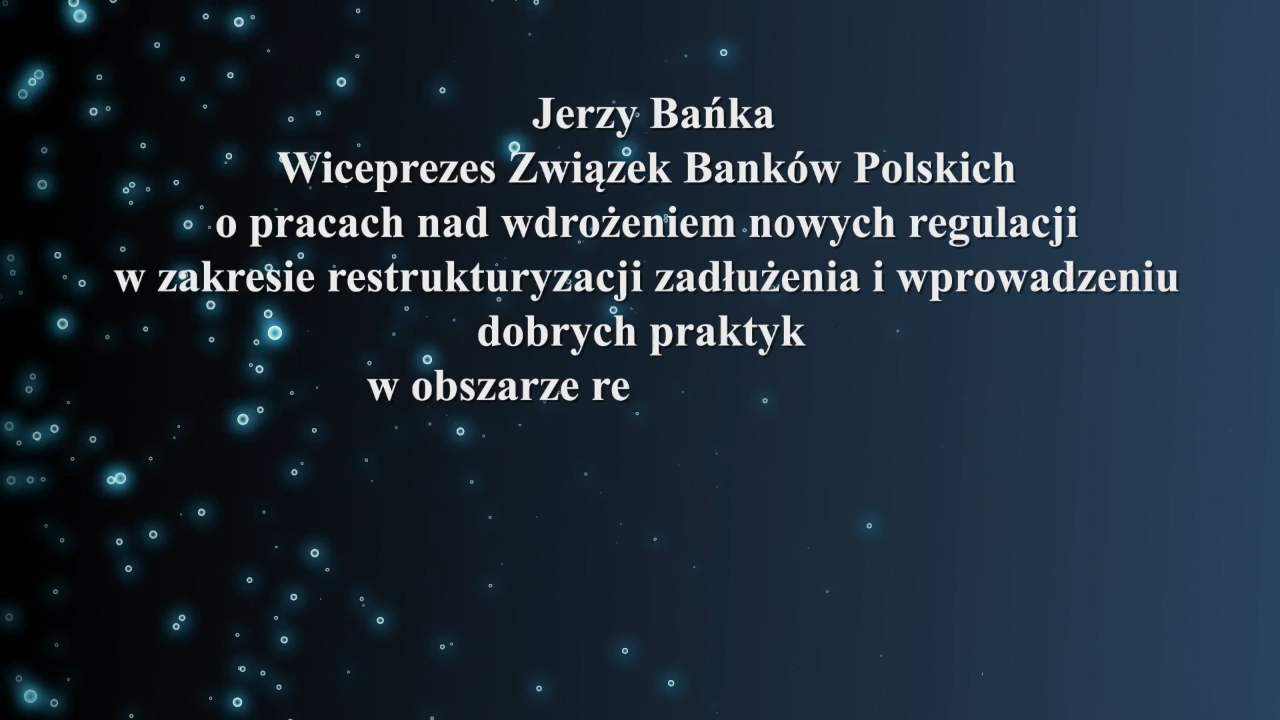 Jerzy Bańka
Wiceprezes Związek Banków Polskich
o pracach nad wdrożeniem nowych regulacji
w zakresie restrukturyzacji zadłużenia i wprowadzeniu
dobrych praktyk
w obszarze re